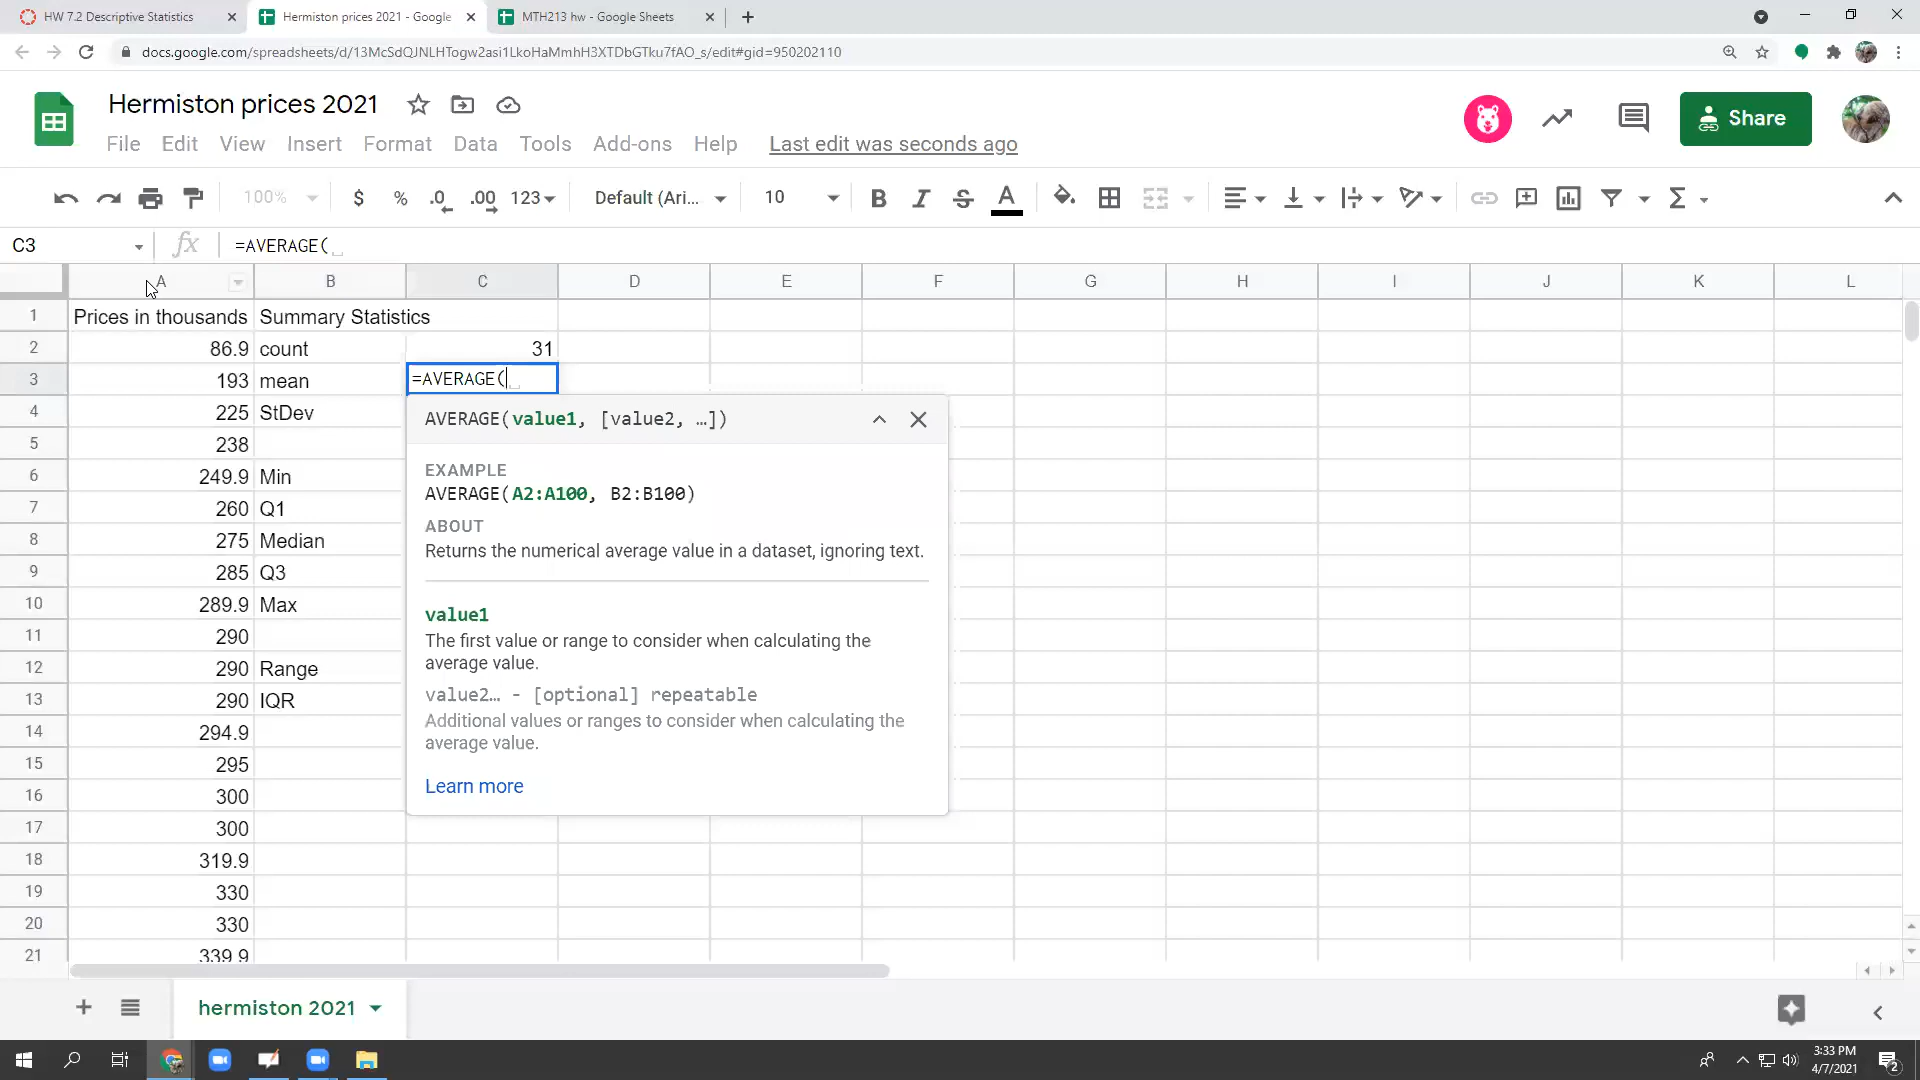 HW 7.2 Descriptive Statistics
Hermiston prices 2021 - Google
MTH213 hw - Google Sheets
docs.google.com/spreadsheets/d/13McSdQJNLHTogw2asi1LkoHaMmhH3XTDbGTku7fAO_s/edit#gid=950202110
Hermiston prices 2021
File Edit View Insert Format Data Tools Add-ons Help Last edit was seconds ago
Share
100% $ % .0 .00 123 Default (Ari... 10 B I S A Σ
C3 fx =AVERAGE(
A B C D E F G H I J K L
1 Prices in thousands Summary Statistics
2 86.9 count 31
3 193 mean =AVERAGE(
4 225 StDev
AVERAGE(value1, [value2, …])
5 238
6 249.9 Min
EXAMPLE
AVERAGE(A2:A100, B2:B100)
7 260 Q1
ABOUT
8 275 Median
Returns the numerical average value in a dataset, ignoring text.
9 285 Q3
10 289.9 Max
value1
11 290
The first value or range to consider when calculating the
average value.
12 290 Range
13 290 IQR
value2… - [optional] repeatable
Additional values or ranges to consider when calculating the
average value.
14 294.9
15 295
Learn more
16 300
17 300
18 319.9
19 330
20 330
21 339.9
hermiston 2021
3:33 PM
4/7/2021
2